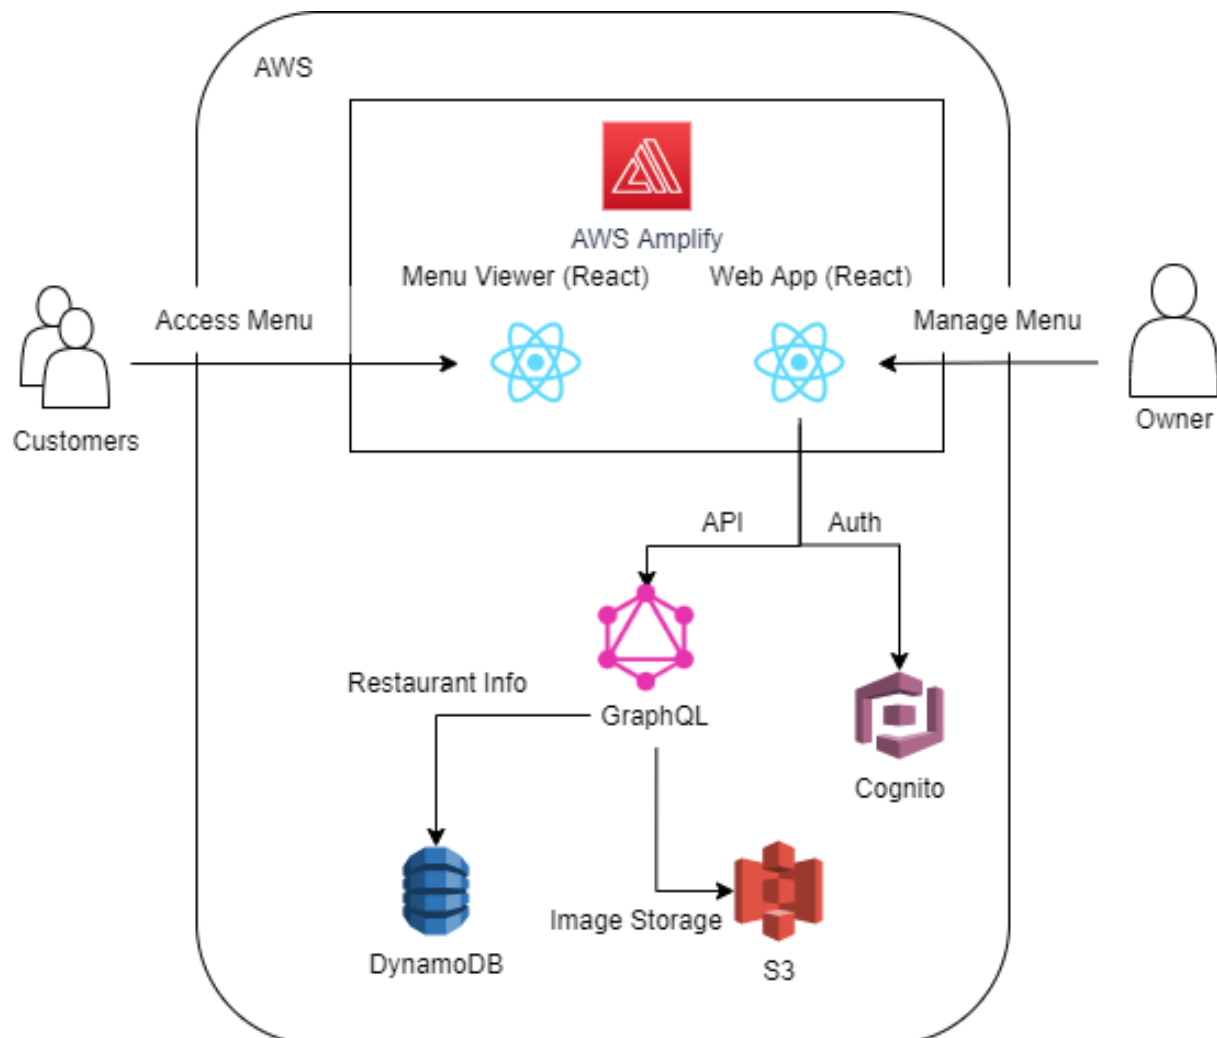 AWS
AWS Amplify
Menu Viewer (React)
Web App (React)
Access Menu
Manage Menu
Customers
Owner
API
Auth
Restaurant Info
GraphQL
Cognito
Image Storage
DynamoDB
S3